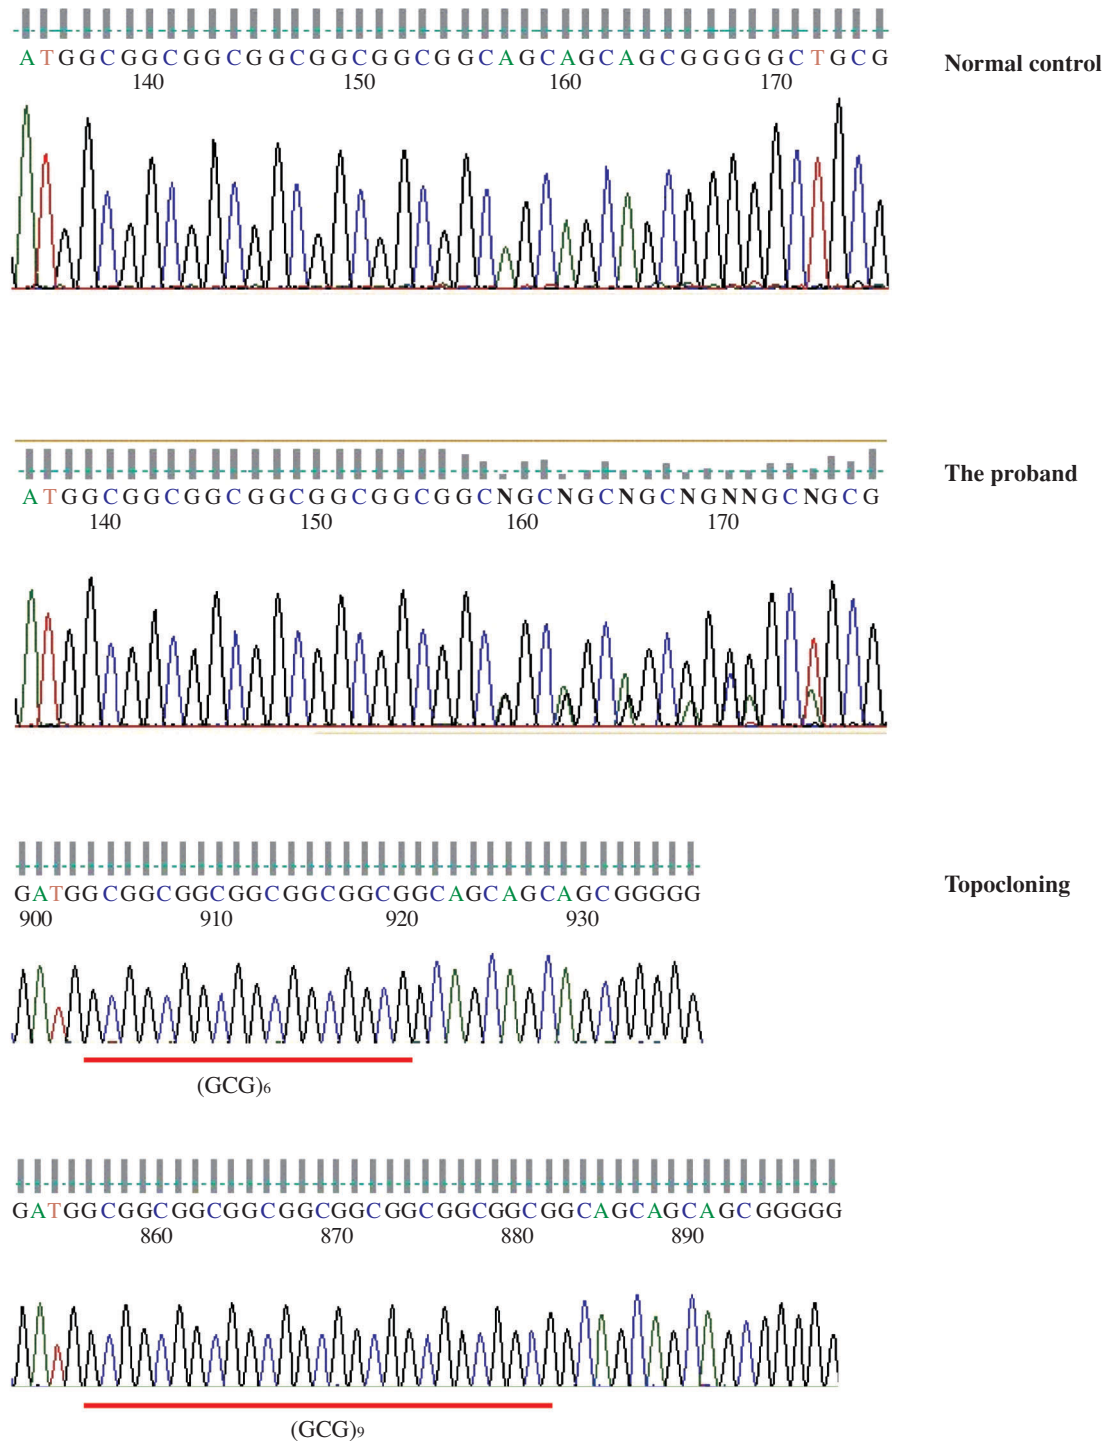 ATGGCGGCGGCGGCGGCGGCGGCAGCAGCAGCGGGGGCTGCG
Normal control
140 150 160 170
ATGGCGGCGGCGGCGGCGGCGGCNGCNGCNGCNGNNGCNGCG
The proband
140 150 160 170
GATGGCGGCGGCGGCGGCGGCGGCAGCAGCAGCGGGGG
Topocloning
900 910 920 930
(GCG)6
GATGGCGGCGGCGGCGGCGGCGGCGGCGGCGGCAGCAGCAGCGGGGG
860 870 880 890
(GCG)9